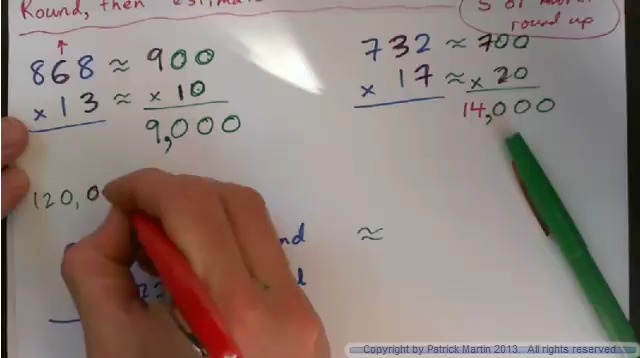 Round, then estimate
5 or more
round up
868 ≈ 900
x 13 ≈ x 10
9,000
732 ≈ 700
x 17 ≈ x 20
14,000
120,0
nd
≈
Copyright by Patrick Martin 2013. All rights reserved